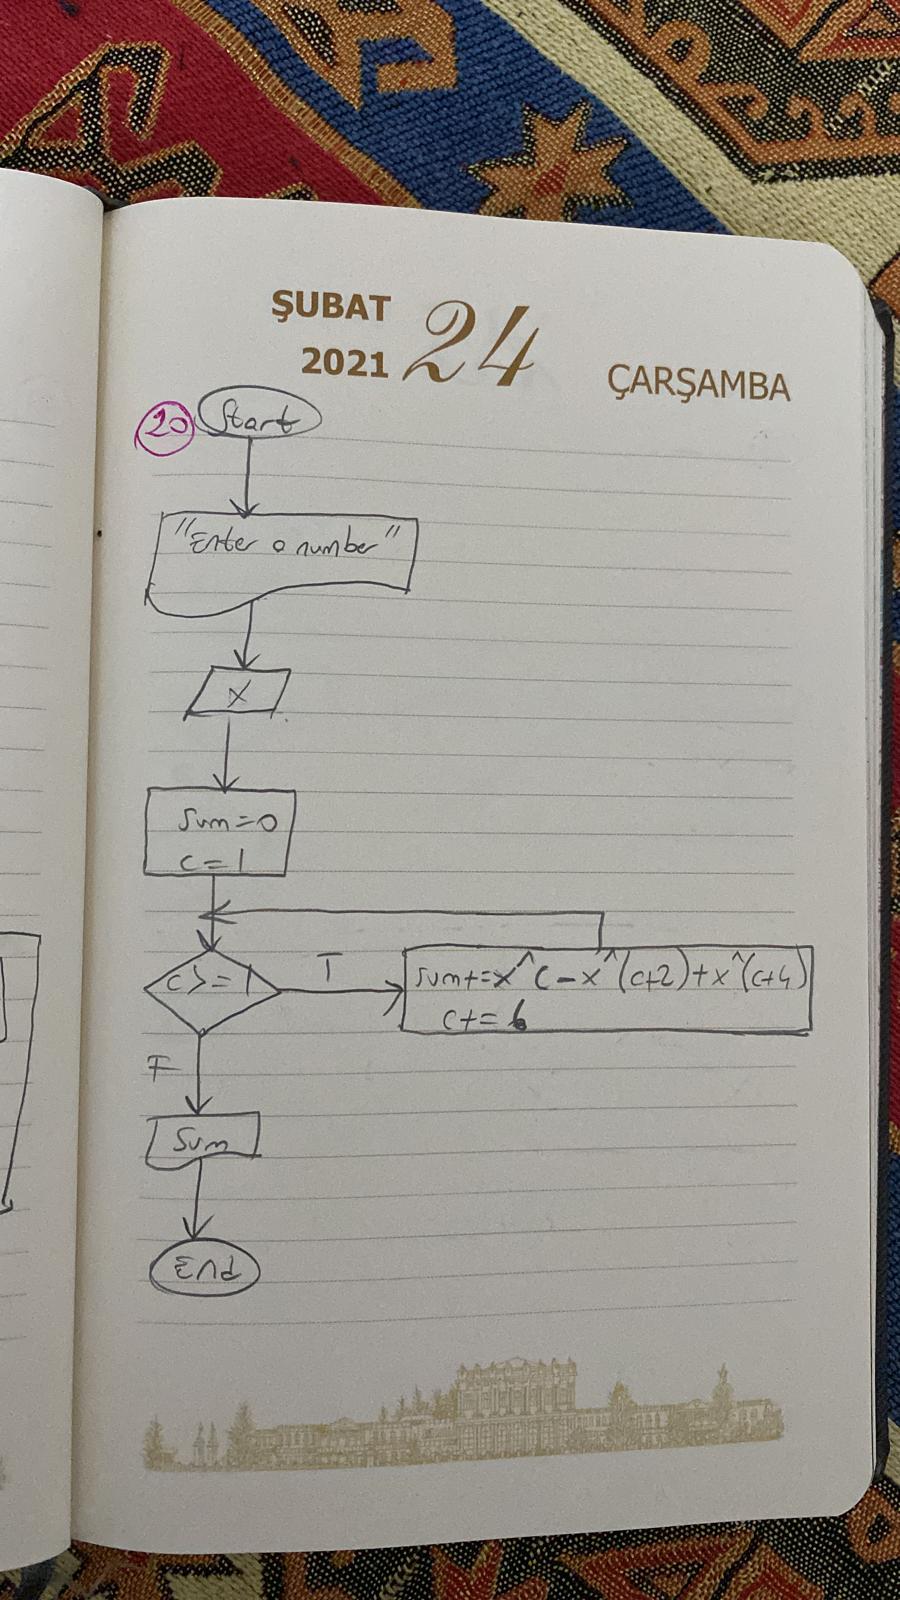 ŞUBAT
2021
24
ÇARŞAMBA
20
Start
"Enter a number"
x
Sum=0
c=1
c>=1
T
Sum+=x^c-x^(c+2)+x^(c+4)
c+=6
F
Sum
End